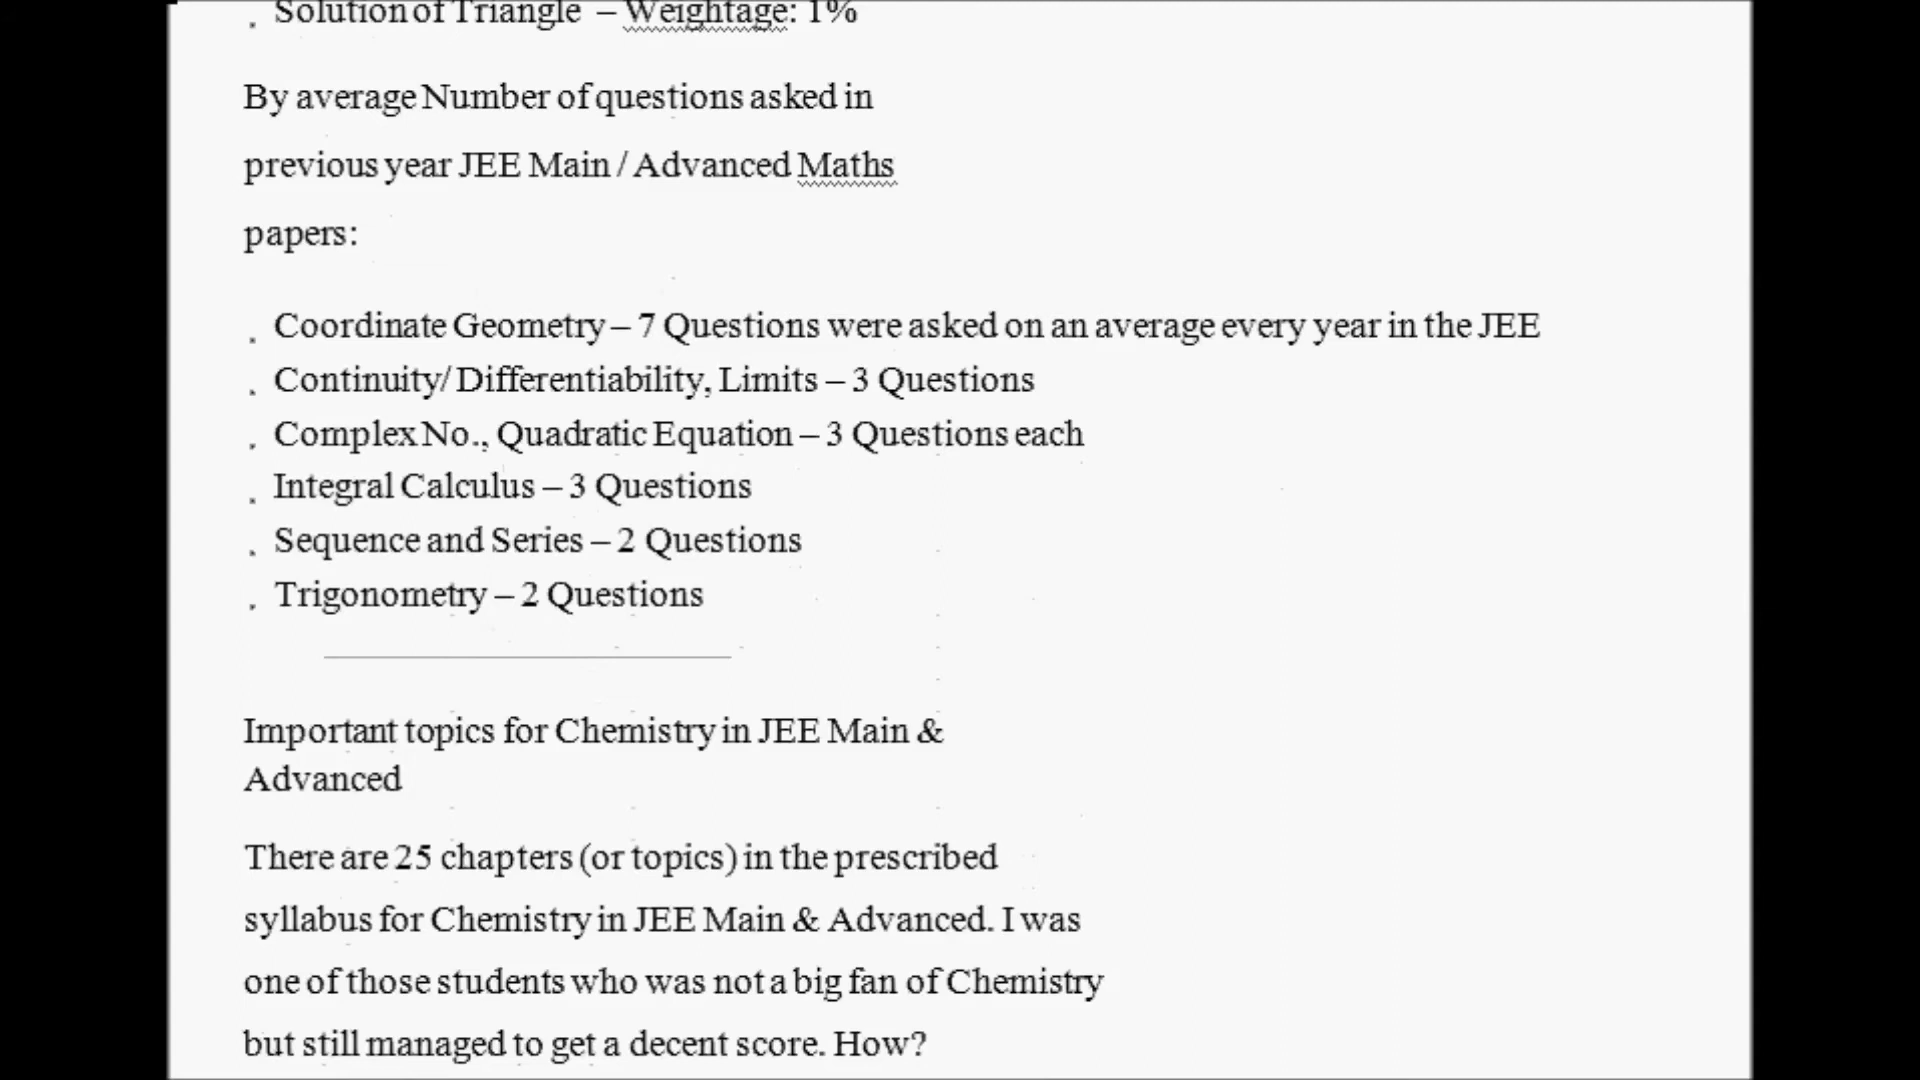 Solution of Triangle – Weightage: 1%
By average Number of questions asked in
previous year JEE Main / Advanced Maths
papers:
Coordinate Geometry – 7 Questions were asked on an average every year in the JEE
Continuity/ Differentiability, Limits – 3 Questions
Complex No., Quadratic Equation – 3 Questions each
Integral Calculus – 3 Questions
Sequence and Series – 2 Questions
Trigonometry – 2 Questions
Important topics for Chemistry in JEE Main &
Advanced
There are 25 chapters (or topics) in the prescribed
syllabus for Chemistry in JEE Main & Advanced. I was
one of those students who was not a big fan of Chemistry
but still managed to get a decent score. How?